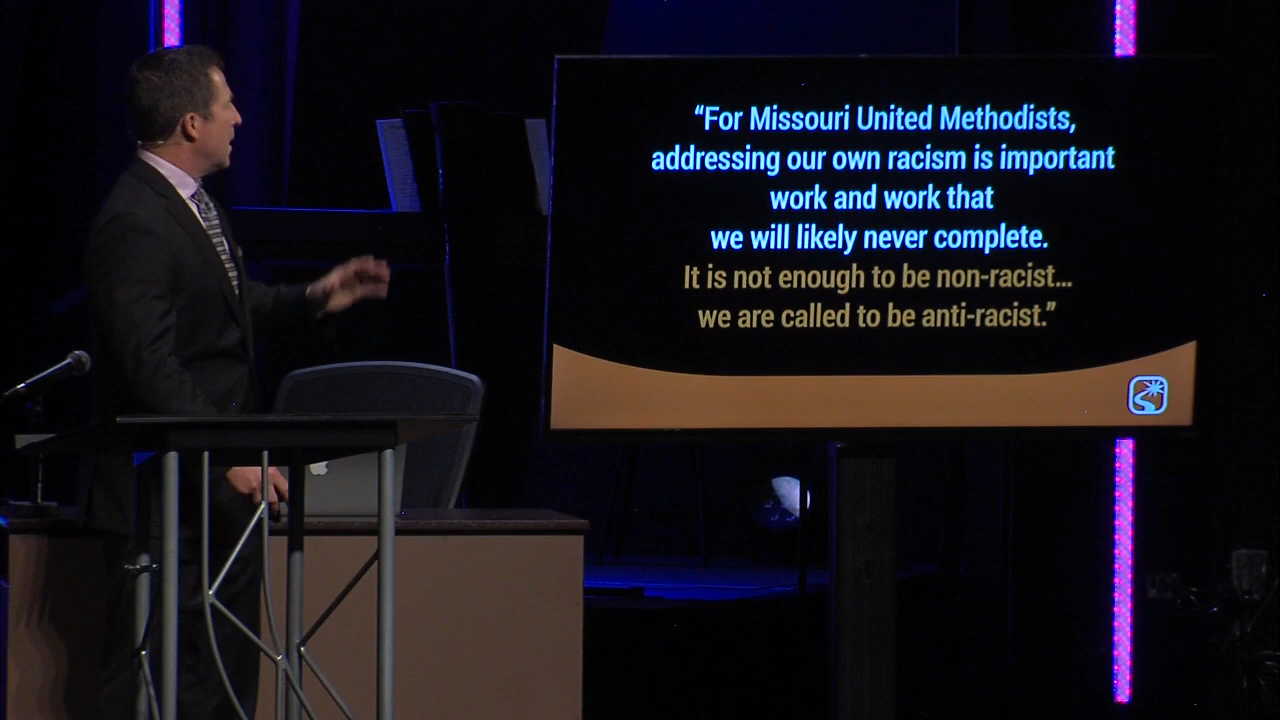 “For Missouri United Methodists,
addressing our own racism is important
work and work that
we will likely never complete.
It is not enough to be non-racist...
we are called to be anti-racist.”